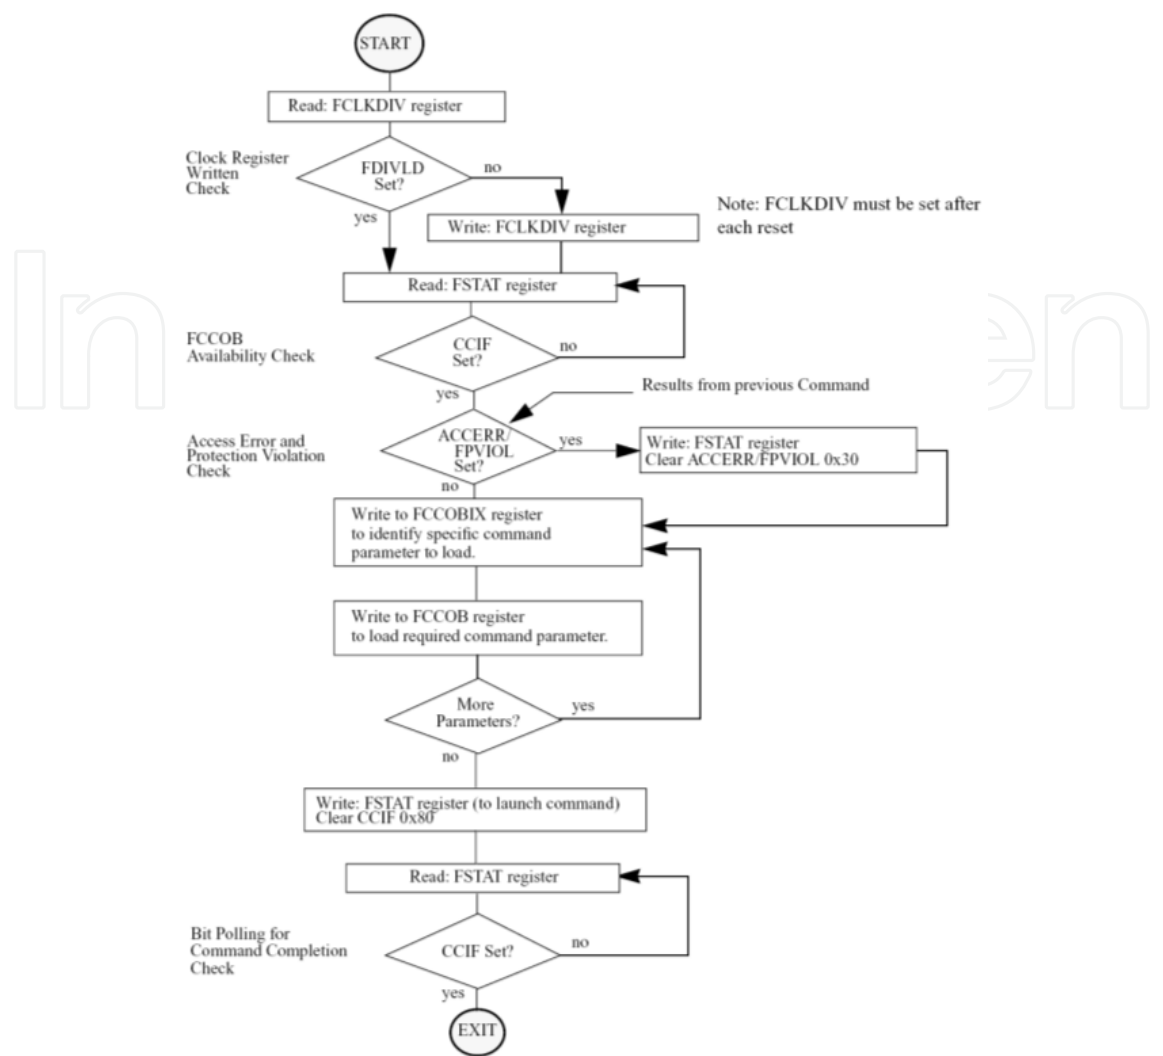 START
Read: FCLKDIV register
Clock Register
Written
Check
FDIVLD
Set?
no
yes
Write: FCLKDIV register
Note: FCLKDIV must be set after
each reset
Read: FSTAT register
FCCOB
Availability Check
CCIF
Set?
no
yes
Results from previous Command
Access Error and
Protection Violation
Check
ACCERR/
FPVIOL
Set?
yes
no
Write: FSTAT register
Clear ACCERR/FPVIOL 0x30
Write to FCCOBIX register
to identify specific command
parameter to load.
Write to FCCOB register
to load required command parameter.
More
Parameters?
yes
no
Write: FSTAT register (to launch command)
Clear CCIF 0x80
Read: FSTAT register
Bit Polling for
Command Completion
Check
CCIF Set?
no
yes
EXIT